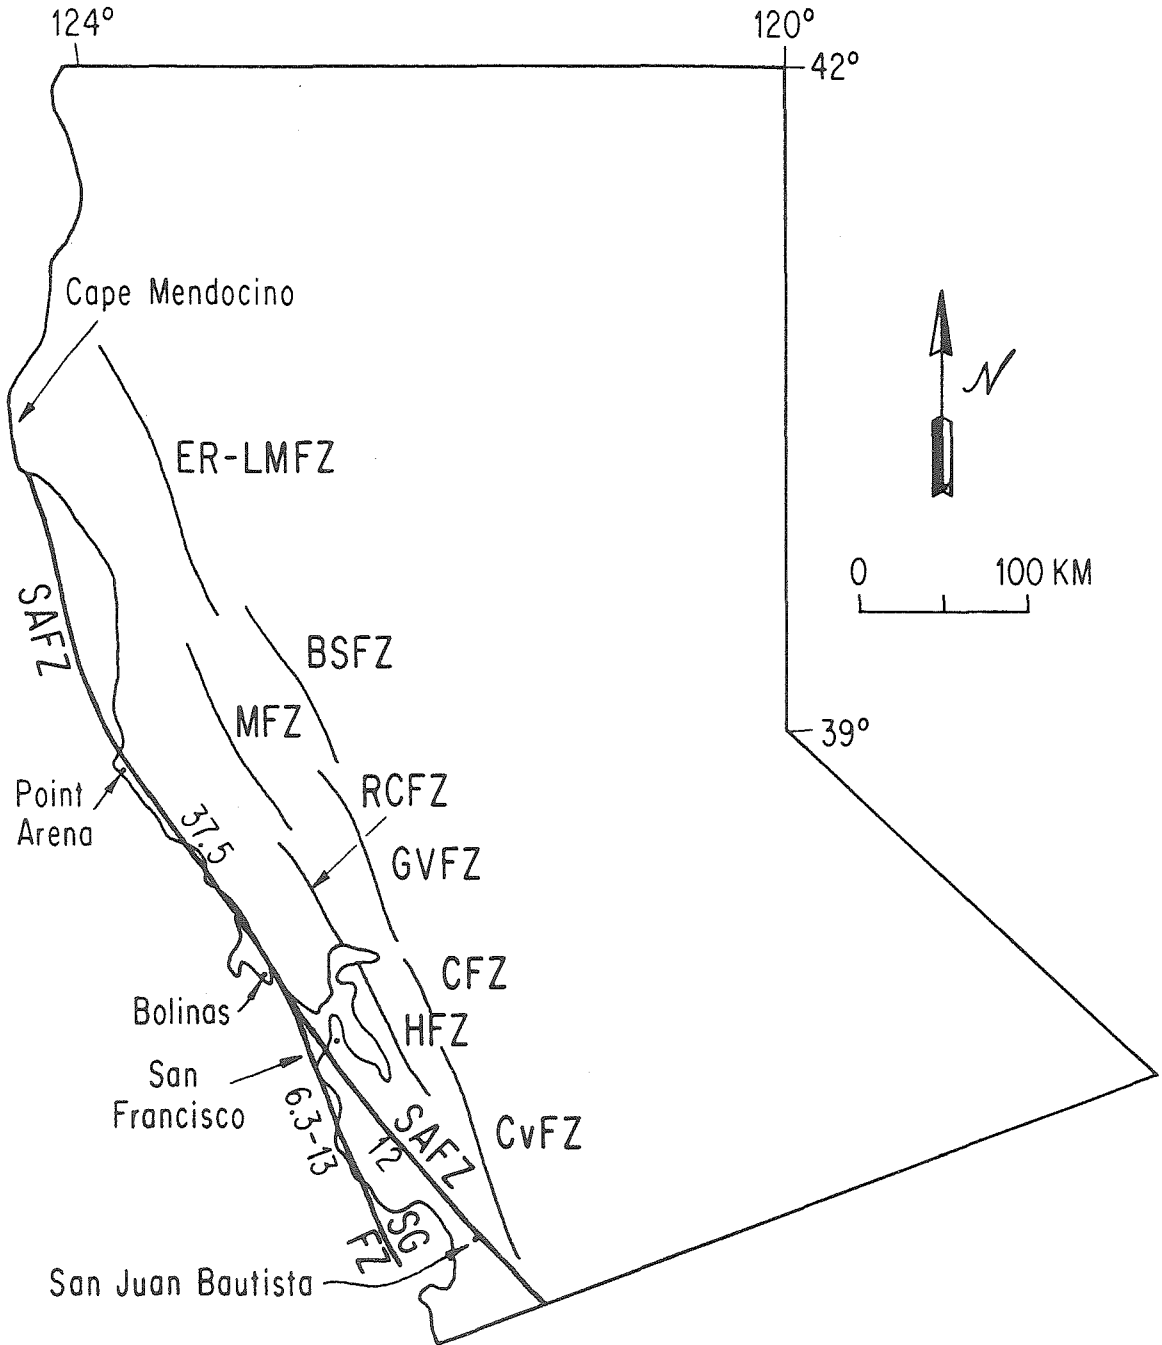 124°
120°
42°
Cape Mendocino
N
ER-LMFZ
0
100 KM
SAFZ
BSFZ
MFZ
39°
RCFZ
Point
Arena
37.5
GVFZ
CFZ
Bolinas
HFZ
San
Francisco
6.3-13
SAFZ
12
CvFZ
SG
FZ
San Juan Bautista